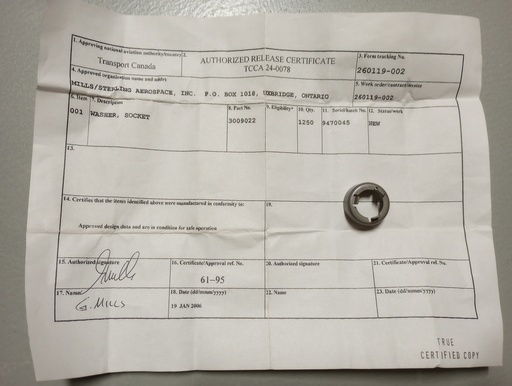 1. Approving national aviation authority/country
2.
Transport Canada
AUTHORIZED RELEASE CERTIFICATE
TCCA 24-0078
3. Form tracking No.
260119-002
4. Approved organization name and address
MILLS/STERLING AEROSPACE, INC. P.O. BOX 1018, UXBRIDGE, ONTARIO
5. Work order/contract/invoice
260119-002
6. Item
7. Description
8. Part No.
9. Eligibility*
10. Qty.
11. Serial/Batch No.
12. Status/work
001
WASHER, SOCKET
3009022
1250
9470045
NEW
13.
14. Certifies that the items identified above were manufactured in conformity to:
19.
Approved design data and are in condition for safe operation
15. Authorized signature
16. Certificate/Approval ref. No.
61-95
20. Authorized signature
21. Certificate/Approval ref. No.
17. Name
G. MILLS
18. Date (dd/mmm/yyyy)
19 JAN 2006
22. Name
23. Date (dd/mmm/yyyy)
TRUE
CERTIFIED COPY